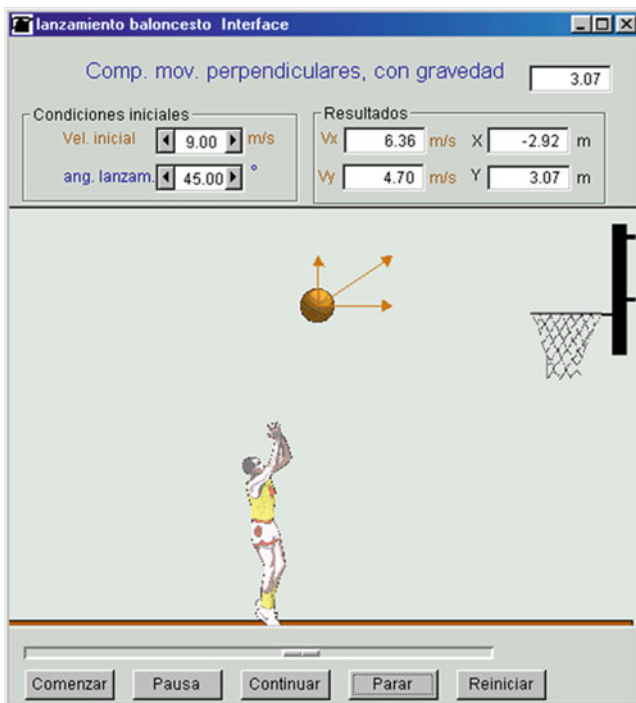 lanzamiento baloncesto Interface
Comp. mov. perpendiculares, con gravedad 3.07
Condiciones iniciales
Vel. inicial 9.00 m/s
ang. lanzam. 45.00 °
Resultados
Vx 6.36 m/s X -2.92 m
Vy 4.70 m/s Y 3.07 m
Comenzar Pausa Continuar Parar Reiniciar